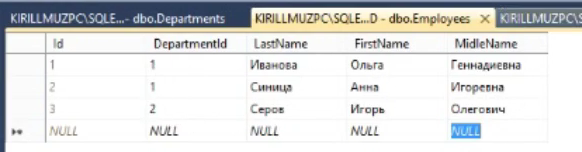 KIRILLMUZPC\SQLE...- dbo.Departments KIRILLMUZPC\SQLE...D - dbo.Employees KIRILLMUZPC\SQLE...
Id DepartmentId LastName FirstName MidleName
1 1 Иванова Ольга Геннадиевна
2 1 Синица Анна Игоревна
3 2 Серов Игорь Олегович
NULL NULL NULL NULL NULL